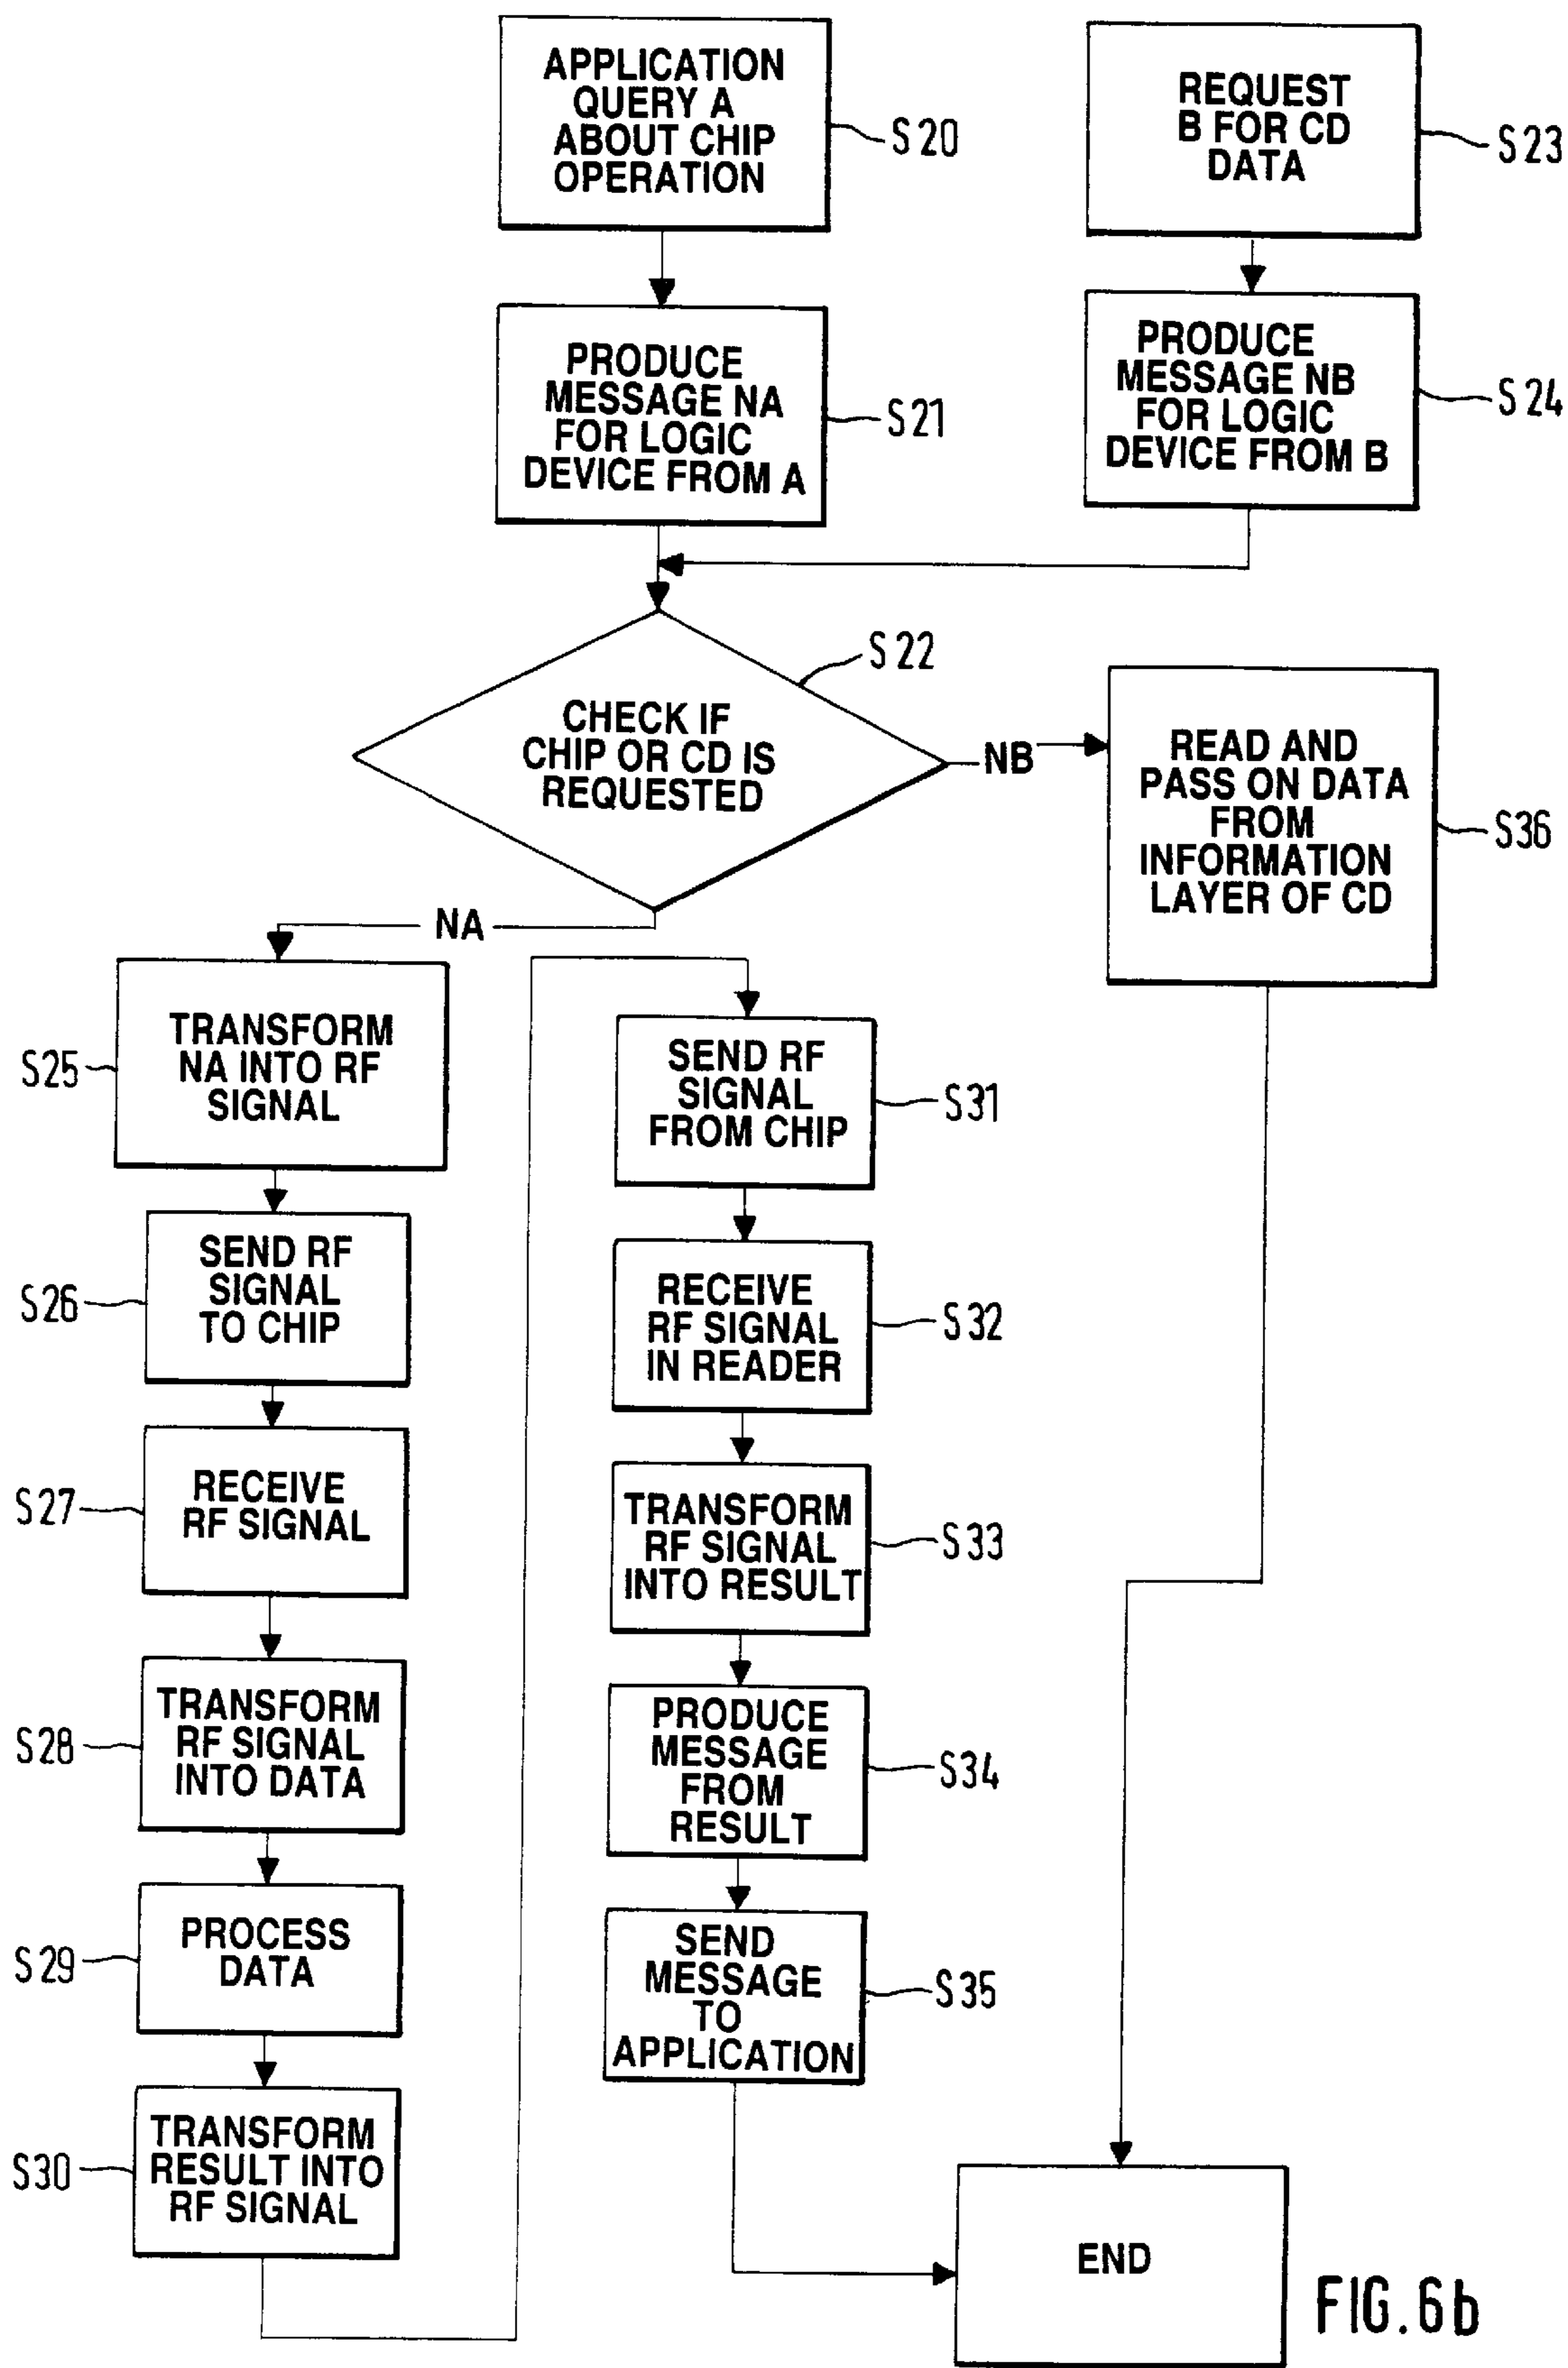 APPLICATION
QUERY A
ABOUT CHIP
OPERATION
S20
REQUEST
B FOR CD
DATA
S23
PRODUCE
MESSAGE NA
FOR LOGIC
DEVICE FROM A
S21
PRODUCE
MESSAGE NB
FOR LOGIC
DEVICE FROM B
S24
CHECK IF
CHIP OR CD IS
REQUESTED
S22
NB
READ AND
PASS ON DATA
FROM
INFORMATION
LAYER OF CD
S36
NA
TRANSFORM
NA INTO RF
SIGNAL
S25
SEND RF
SIGNAL
TO CHIP
S26
RECEIVE
RF SIGNAL
S27
TRANSFORM
RF SIGNAL
INTO DATA
S28
PROCESS
DATA
S29
TRANSFORM
RESULT INTO
RF SIGNAL
S30
SEND RF
SIGNAL
FROM CHIP
S31
RECEIVE
RF SIGNAL
IN READER
S32
TRANSFORM
RF SIGNAL
INTO RESULT
S33
PRODUCE
MESSAGE
FROM
RESULT
S34
SEND
MESSAGE
TO
APPLICATION
S35
END
FIG.6b